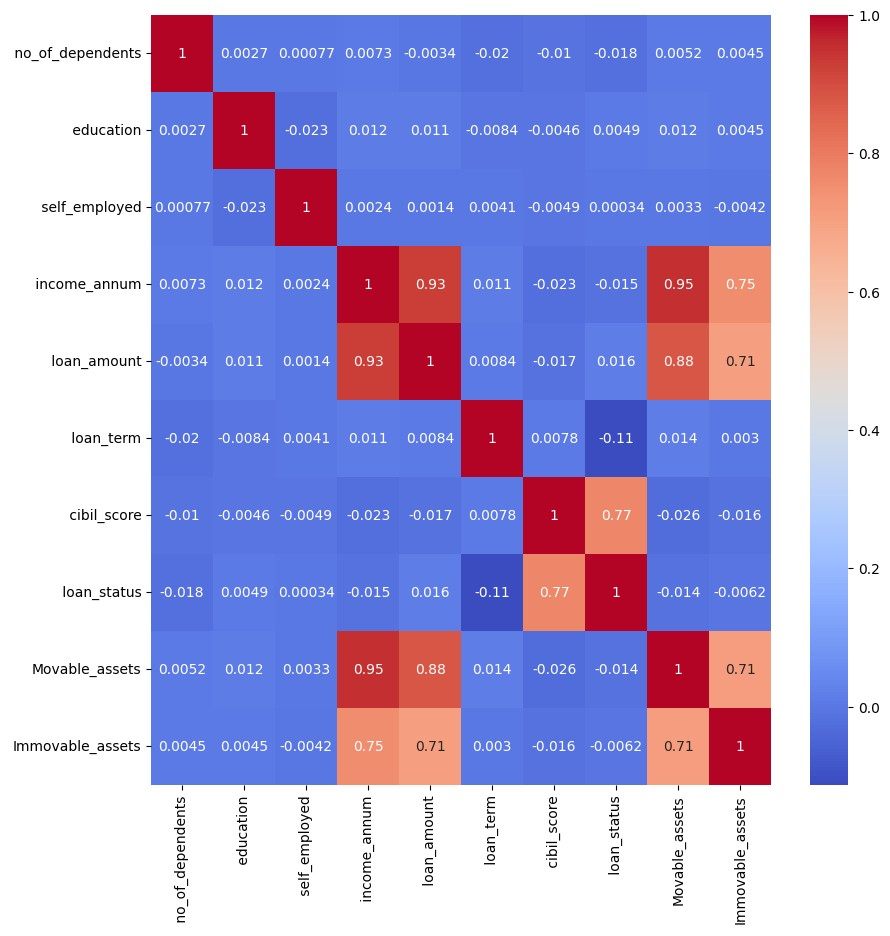 no_of_dependents 1 0.0027 0.00077 0.0073 -0.0034 -0.02 -0.01 -0.018 0.0052 0.0045
education 0.0027 1 -0.023 0.012 0.011 -0.0084 -0.0046 0.0049 0.012 0.0045
self_employed 0.00077 -0.023 1 0.0024 0.0014 0.0041 -0.0049 0.00034 0.0033 -0.0042
income_annum 0.0073 0.012 0.0024 1 0.93 0.011 -0.023 -0.015 0.95 0.75
loan_amount -0.0034 0.011 0.0014 0.93 1 0.0084 -0.017 0.016 0.88 0.71
loan_term -0.02 -0.0084 0.0041 0.011 0.0084 1 0.0078 -0.11 0.014 0.003
cibil_score -0.01 -0.0046 -0.0049 -0.023 -0.017 0.0078 1 0.77 -0.026 -0.016
loan_status -0.018 0.0049 0.00034 -0.015 0.016 -0.11 0.77 1 -0.014 -0.0062
Movable_assets 0.0052 0.012 0.0033 0.95 0.88 0.014 -0.026 -0.014 1 0.71
Immovable_assets 0.0045 0.0045 -0.0042 0.75 0.71 0.003 -0.016 -0.0062 0.71 1
no_of_dependents
education
self_employed
income_annum
loan_amount
loan_term
cibil_score
loan_status
Movable_assets
Immovable_assets
1.0
0.8
0.6
0.4
0.2
0.0